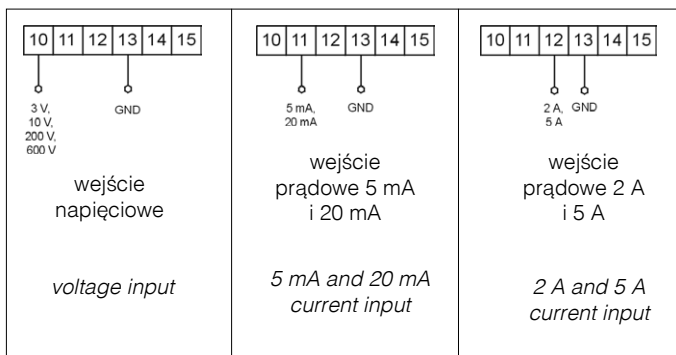 10 11 12 13 14 15
3 V,
10 V,
200 V,
600 V
GND
wejście
napięciowe
voltage input
10 11 12 13 14 15
5 mA,
20 mA
GND
wejście
prądowe 5 mA
i 20 mA
5 mA and 20 mA
current input
10 11 12 13 14 15
2 A,
5 A
GND
wejście
prądowe 2 A
i 5 A
2 A and 5 A
current input